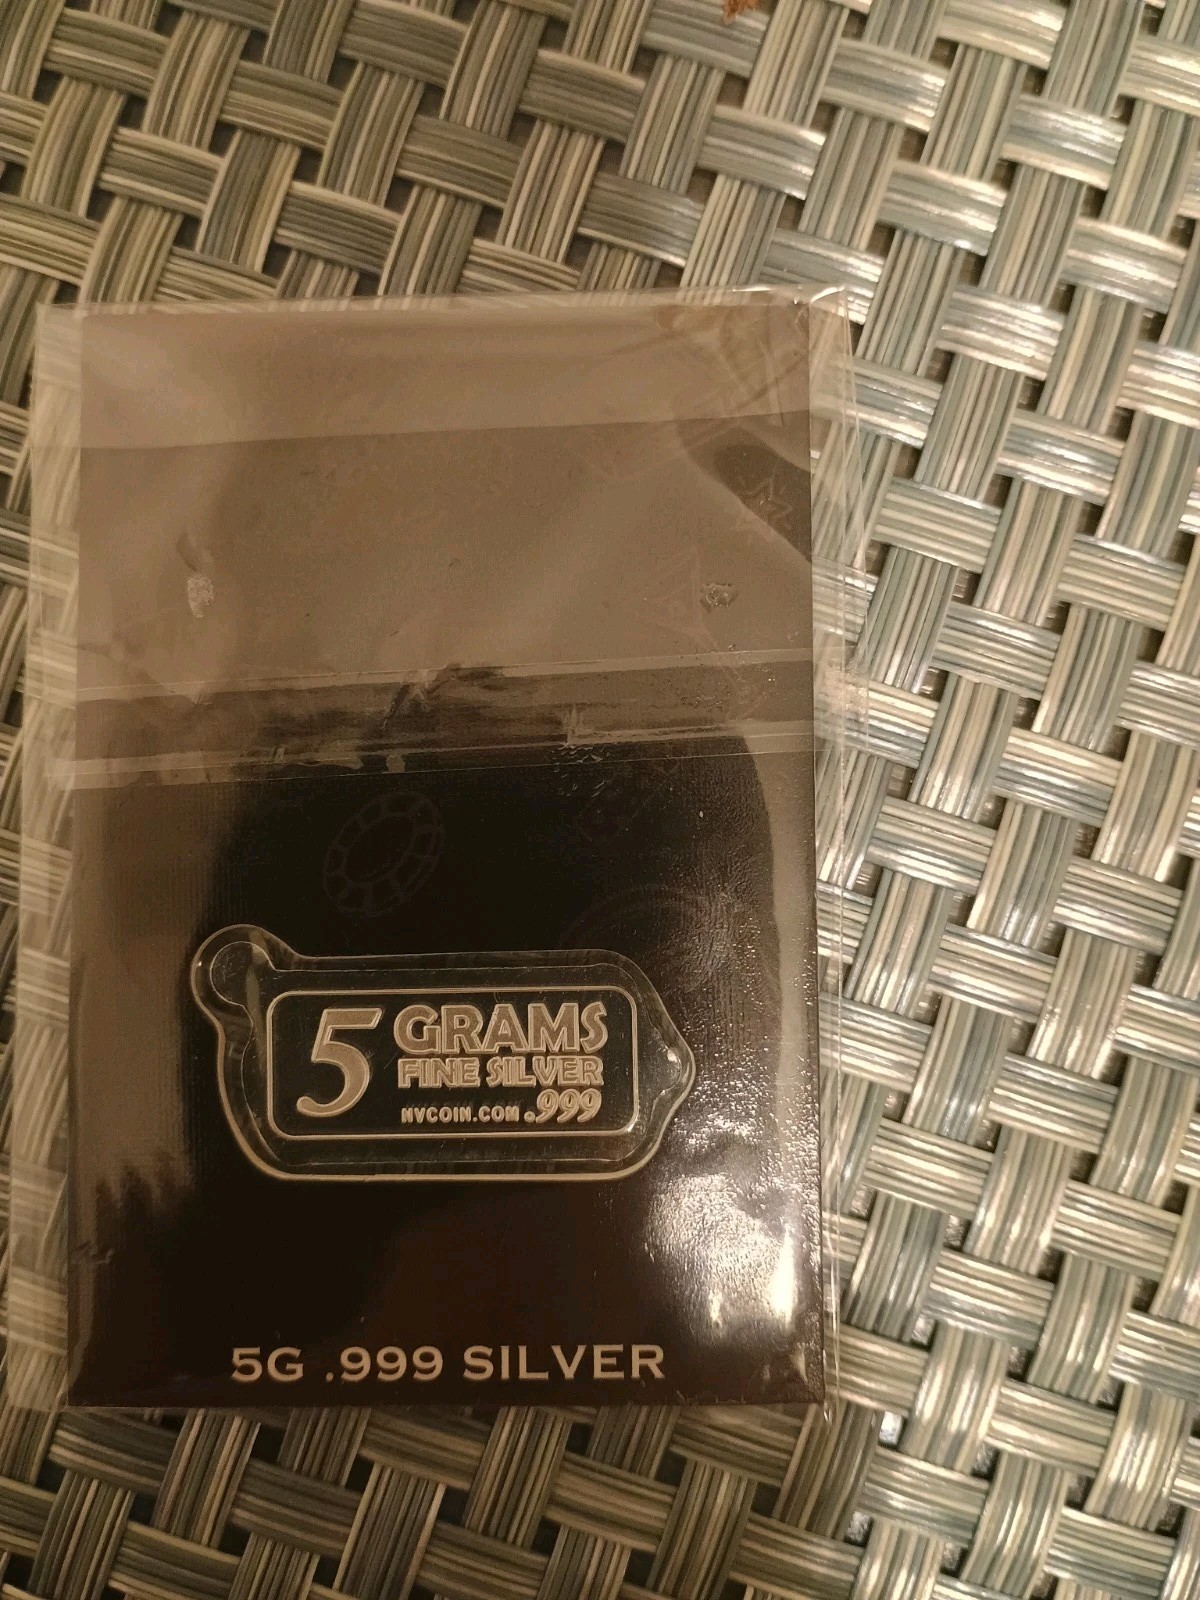 5 GRAMS
FINE SILVER
NVCOIN.COM .999
5G .999 SILVER